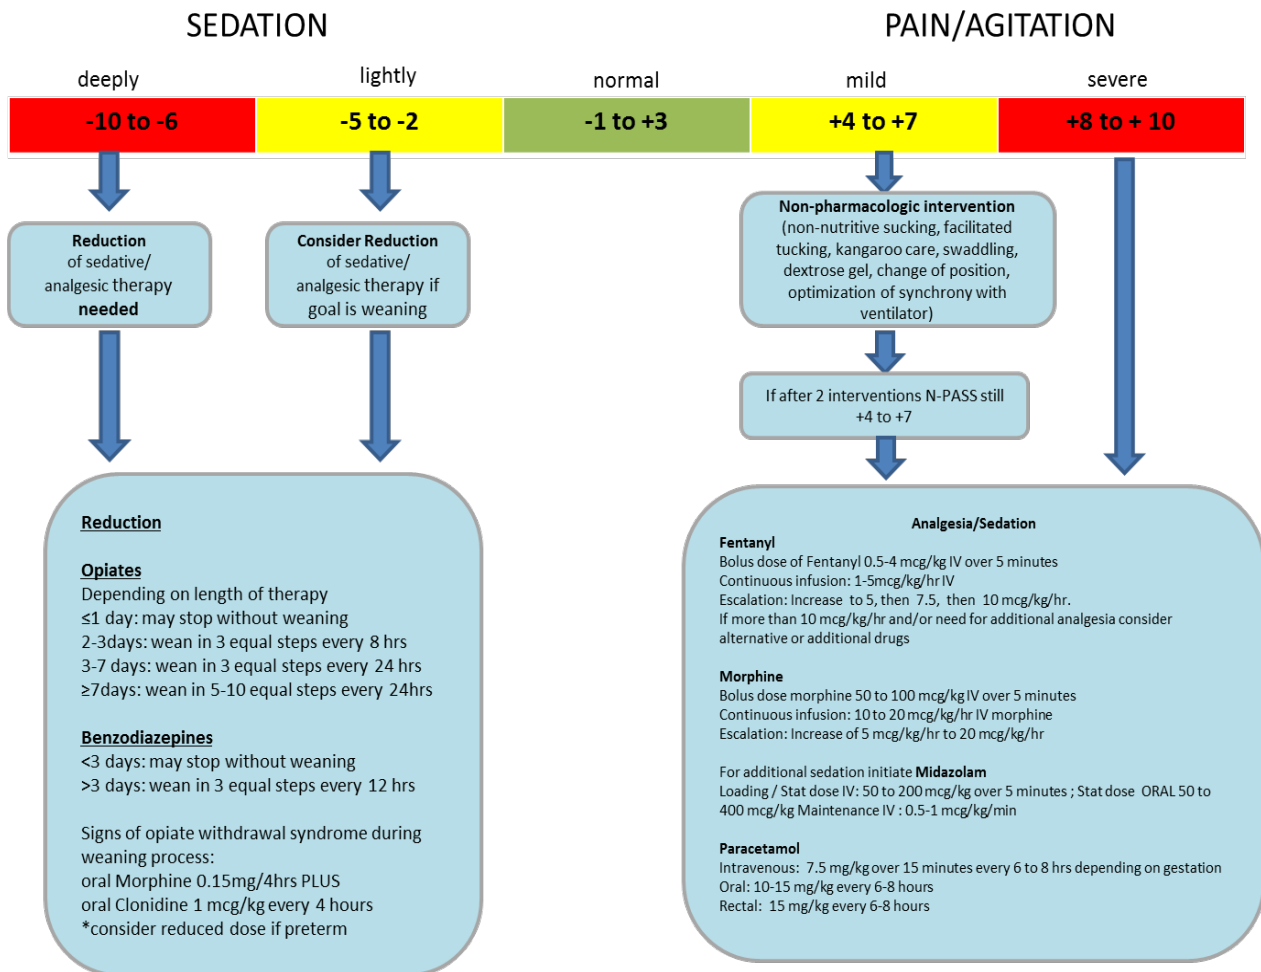 SEDATION
PAIN/AGITATION
deeply
lightly
normal
mild
severe
-10 to -6
-5 to -2
-1 to +3
+4 to +7
+8 to + 10
Reduction
of sedative/
analgesic therapy
needed
Consider Reduction
of sedative/
analgesic therapy if
goal is weaning
Non-pharmacologic intervention
(non-nutritive sucking, facilitated
tucking, kangaroo care, swaddling,
dextrose gel, change of position,
optimization of synchrony with
ventilator)
If after 2 interventions N-PASS still
+4 to +7
Reduction
Opiates
Depending on length of therapy
≤1 day: may stop without weaning
2-3days: wean in 3 equal steps every 8 hrs
3-7 days: wean in 3 equal steps every 24 hrs
≥7days: wean in 5-10 equal steps every 24hrs
Benzodiazepines
<3 days: may stop without weaning
>3 days: wean in 3 equal steps every 12 hrs
Signs of opiate withdrawal syndrome during
weaning process:
oral Morphine 0.15mg/4hrs PLUS
oral Clonidine 1 mcg/kg every 4 hours
*consider reduced dose if preterm
Analgesia/Sedation
Fentanyl
Bolus dose of Fentanyl 0.5-4 mcg/kg IV over 5 minutes
Continuous infusion: 1-5mcg/kg/hr IV
Escalation: Increase to 5, then 7.5, then 10 mcg/kg/hr.
If more than 10 mcg/kg/hr and/or need for additional analgesia consider
alternative or additional drugs
Morphine
Bolus dose morphine 50 to 100 mcg/kg IV over 5 minutes
Continuous infusion: 10 to 20 mcg/kg/hr IV morphine
Escalation: Increase of 5 mcg/kg/hr to 20 mcg/kg/hr
For additional sedation initiate Midazolam
Loading / Stat dose IV: 50 to 200 mcg/kg over 5 minutes ; Stat dose ORAL 50 to
400 mcg/kg Maintenance IV : 0.5-1 mcg/kg/min
Paracetamol
Intravenous: 7.5 mg/kg over 15 minutes every 6 to 8 hrs depending on gestation
Oral: 10-15 mg/kg every 6-8 hours
Rectal: 15 mg/kg every 6-8 hours